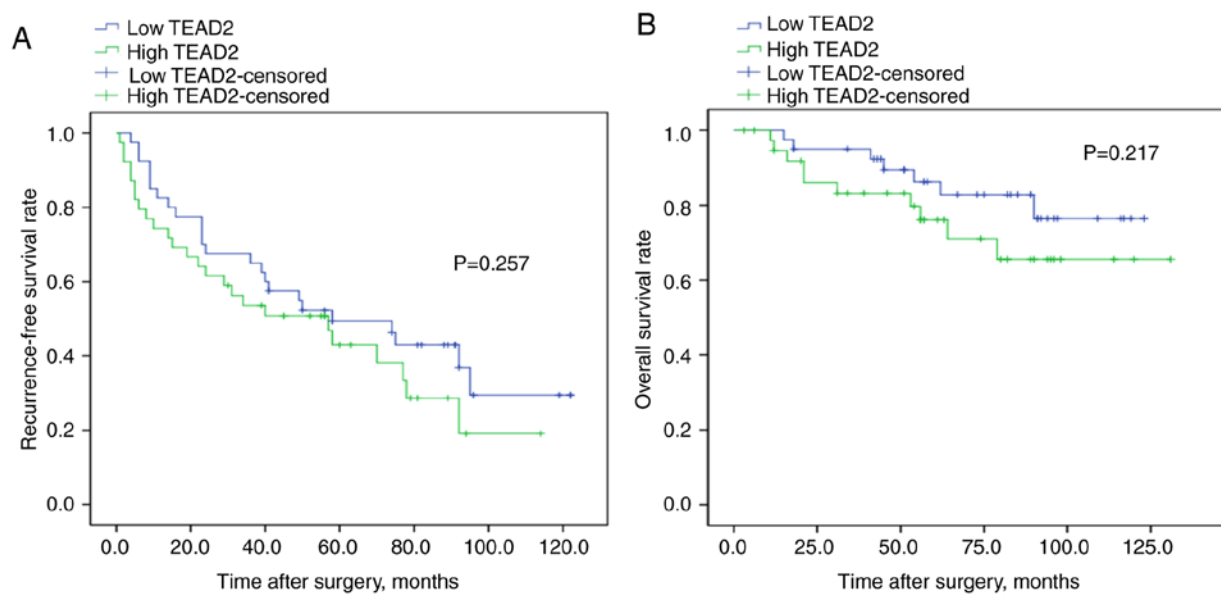 A
Low TEAD2
High TEAD2
Low TEAD2-censored
High TEAD2-censored
1.0
0.8
0.6
0.4
0.2
0.0
Recurrence-free survival rate
P=0.257
0.0 20.0 40.0 60.0 80.0 100.0 120.0
Time after surgery, months
B
Low TEAD2
High TEAD2
Low TEAD2-censored
High TEAD2-censored
1.0
0.8
0.6
0.4
0.2
0.0
Overall survival rate
P=0.217
0.0 25.0 50.0 75.0 100.0 125.0
Time after surgery, months